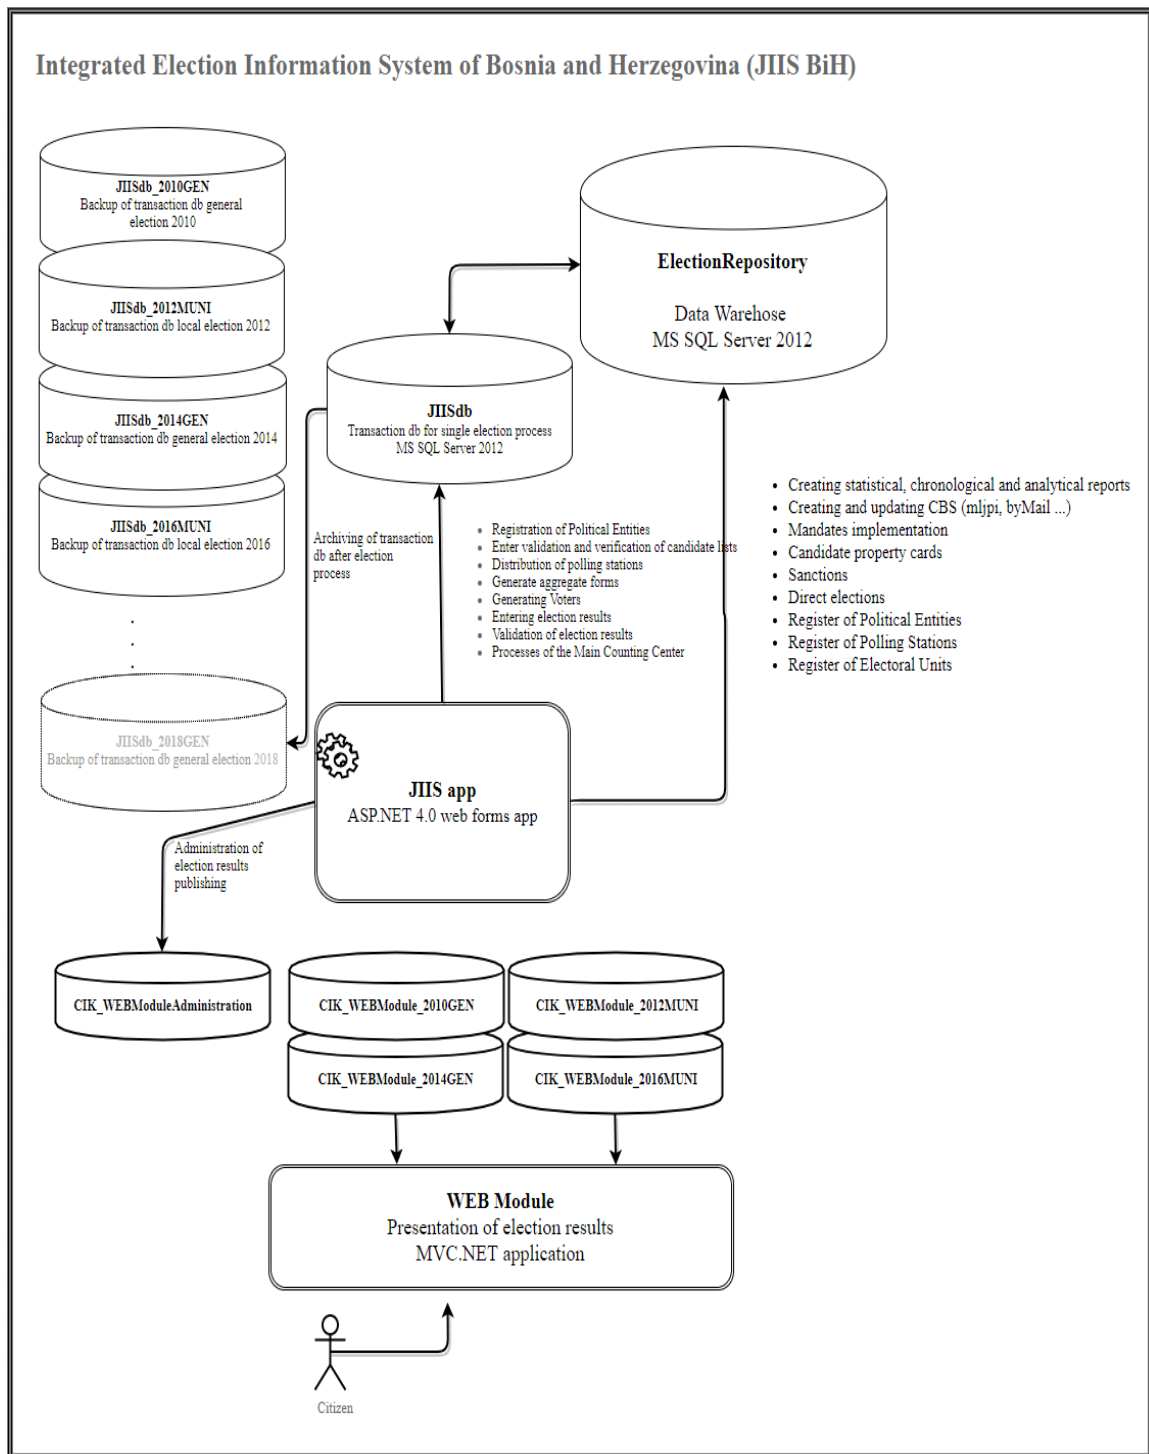 Integrated Election Information System of Bosnia and Herzegovina (JIIS BiH)
JIISdb_2010GEN
Backup of transaction db general
election 2010
JIISdb_2012MUNI
Backup of transaction db local election 2012
JIISdb_2014GEN
Backup of transaction db general election 2014
JIISdb_2016MUNI
Backup of transaction db local election 2016
.
.
.
JIISdb_2018GEN
Backup of transaction db general election 2018
ElectionRepository
Data Warehose
MS SQL Server 2012
JIISdb
Transaction db for single election process
MS SQL Server 2012
Archiving of transaction
db after election
process
• Registration of Political Entities
• Enter validation and verification of candidate lists
• Distribution of polling stations
• Generate aggregate forms
• Generating Voters
• Entering election results
• Validation of election results
• Processes of the Main Counting Center
• Creating statistical, chronological and analytical reports
• Creating and updating CBS (mljpi, byMail ...)
• Mandates implementation
• Candidate property cards
• Sanctions
• Direct elections
• Register of Political Entities
• Register of Polling Stations
• Register of Electoral Units
JIIS app
ASP.NET 4.0 web forms app
Administration of
election results
publishing
CIK_WEBModuleAdministration
CIK_WEBModule_2010GEN
CIK_WEBModule_2012MUNI
CIK_WEBModule_2014GEN
CIK_WEBModule_2016MUNI
WEB Module
Presentation of election results
MVC.NET application
Citizen